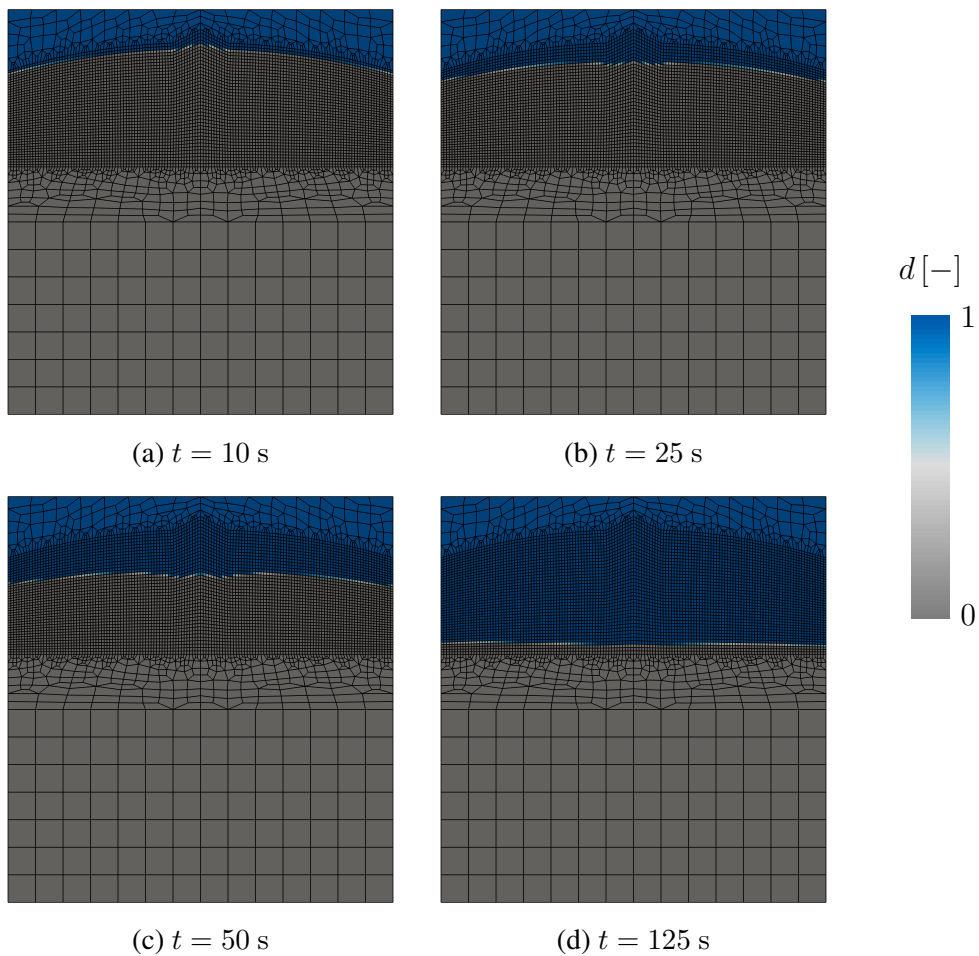 (a) t = 10 s
(b) t = 25 s
d [−]
1
0
(c) t = 50 s
(d) t = 125 s